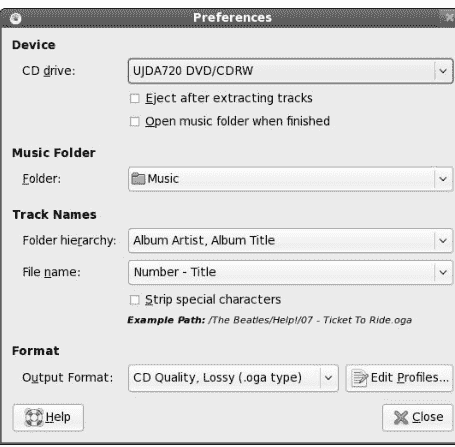 Preferences
Device
CD drive: UJDA720 DVD/CDRW
Eject after extracting tracks
Open music folder when finished
Music Folder
Folder: Music
Track Names
Folder hierarchy: Album Artist, Album Title
File name: Number - Title
Strip special characters
Example Path: /The Beatles/Help!/07 - Ticket To Ride.oga
Format
Output Format: CD Quality, Lossy (.oga type) Edit Profiles...
Help Close